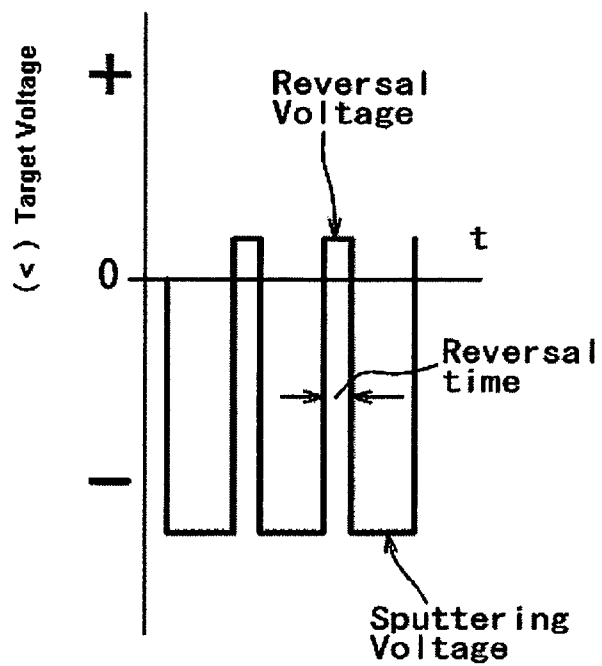 (<) Target Voltage
+
Reversal
Voltage
t
0
Reversal
time
−
Sputtering
Voltage